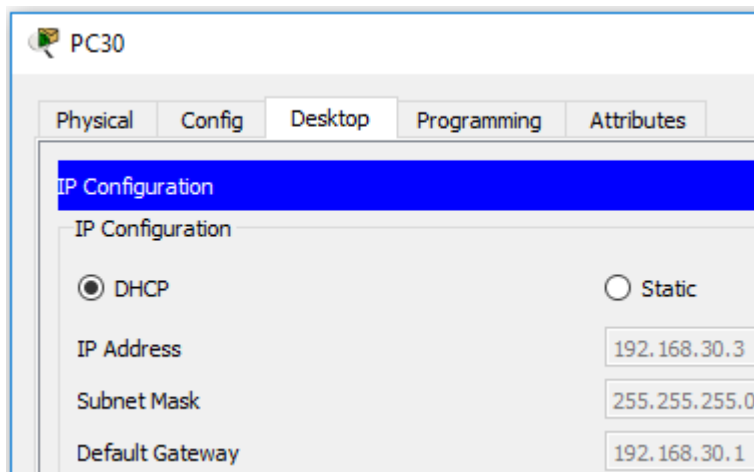 PC30
Physical Config Desktop Programming Attributes
IP Configuration
IP Configuration
DHCP Static
IP Address 192.168.30.3
Subnet Mask 255.255.255.0
Default Gateway 192.168.30.1